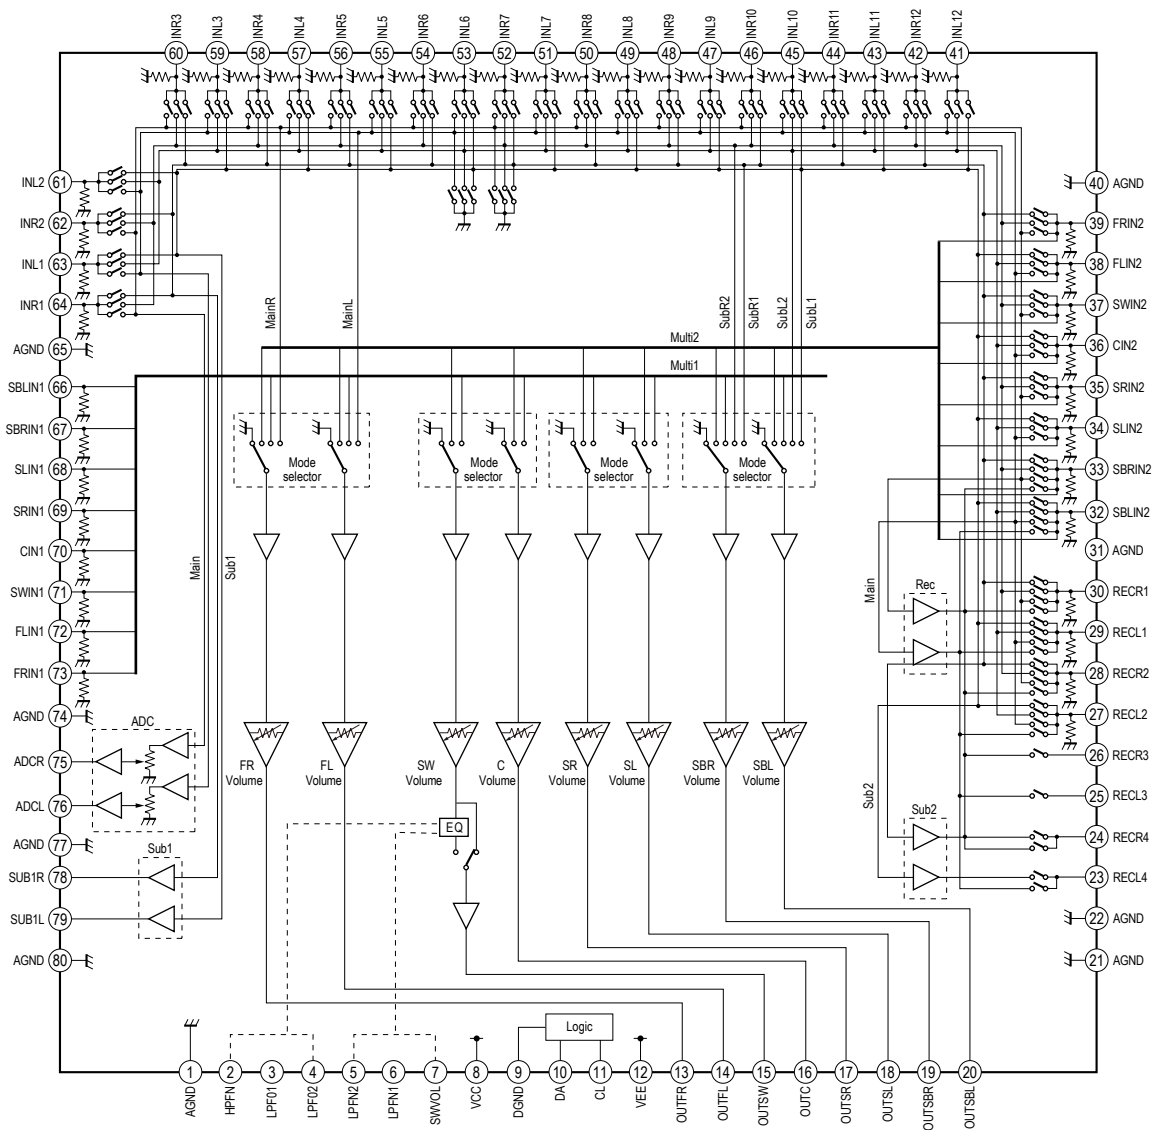 INR3 INL3 INR4 INL4 INR5 INL5 INR6 INL6 INR7 INL7 INR8 INL8 INR9 INL9 INR10 INL10 INR11 INL11 INR12 INL12
60 59 58 57 56 55 54 53 52 51 50 49 48 47 46 45 44 43 42 41
INL2 61
40 AGND
INR2 62
39 FRIN2
INL1 63
38 FLIN2
INR1 64
37 SWIN2
MainR MainL SubR2 SubR1 SubL2 SubL1
Multi2
AGND 65
36 CIN2
Multi1
SBLIN1 66
35 SRIN2
SBRIN1 67
34 SLIN2
SLIN1 68
33 SBRIN2
Mode selector
Mode selector
Mode selector
Mode selector
SRIN1 69
32 SBLIN2
CIN1 70
31 AGND
Main Sub1
Main
Rec
SWIN1 71
30 RECR1
FLIN1 72
29 RECL1
FRIN1 73
28 RECR2
AGND 74
27 RECL2
ADC
ADCR 75
26 RECR3
FR Volume
FL Volume
SW Volume
C Volume
SR Volume
SL Volume
SBR Volume
SBL Volume
Sub2
ADCL 76
25 RECL3
Sub2
EQ
AGND 77
24 RECR4
Sub1
SUB1R 78
23 RECL4
SUB1L 79
22 AGND
AGND 80
21 AGND
Logic
1 2 3 4 5 6 7 8 9 10 11 12 13 14 15 16 17 18 19 20
AGND HPFN LPF01 LPF02 LPFN2 LPFN1 SWVOL VCC DGND DA CL VEE OUTFR OUTFL OUTSW OUTC OUTSR OUTSL OUTSBR OUTSBL